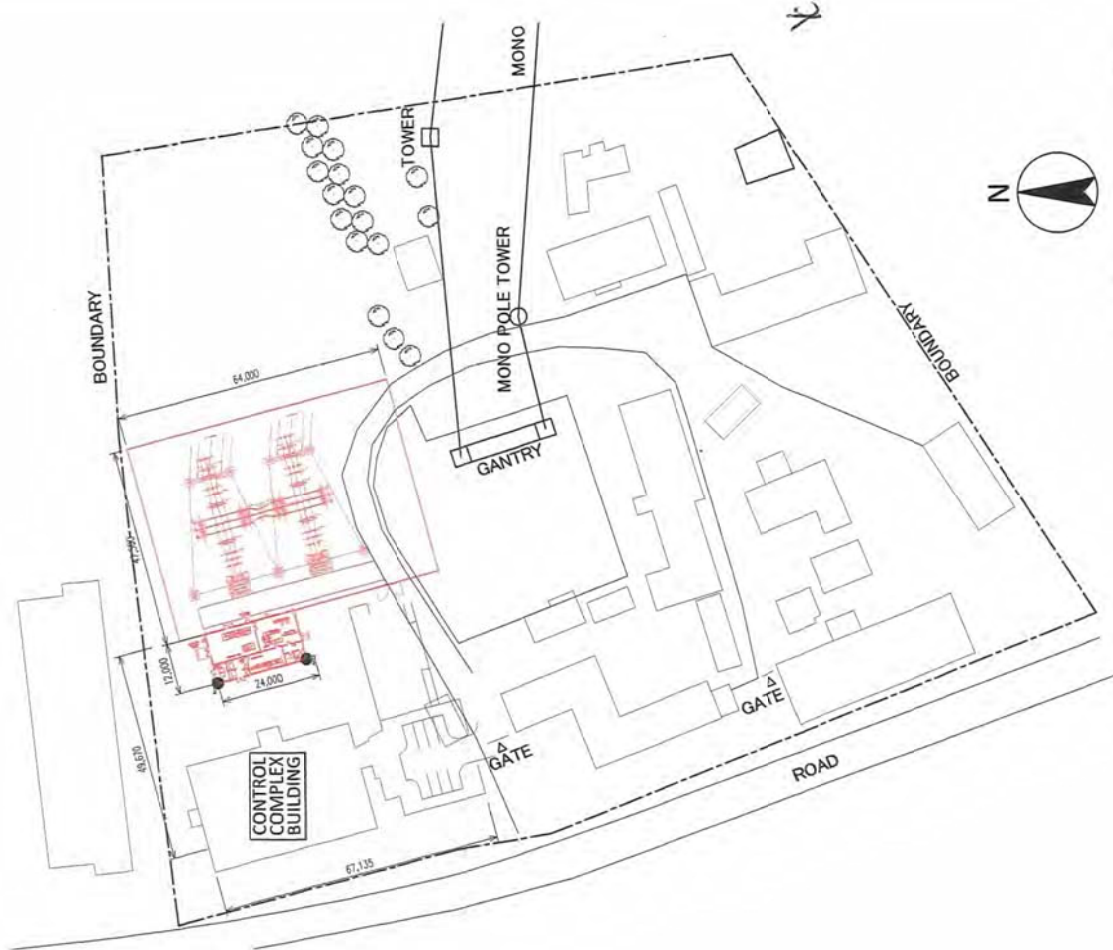 BOUNDARY
TOWER
MONO
N
64,000
MONO POLE TOWER
GANTRY
12,000
24,000
49,670
CONTROL
COMPLEX
BUILDING
67,135
GATE
GATE
ROAD
BOUNDARY